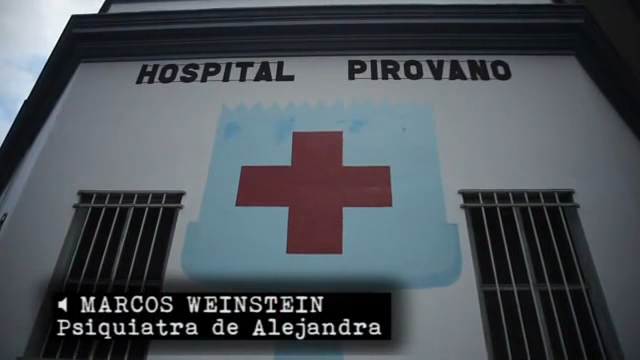 HOSPITAL PIROVANO
MARCOS WEINSTEIN
Psiquiatra de Alejandra